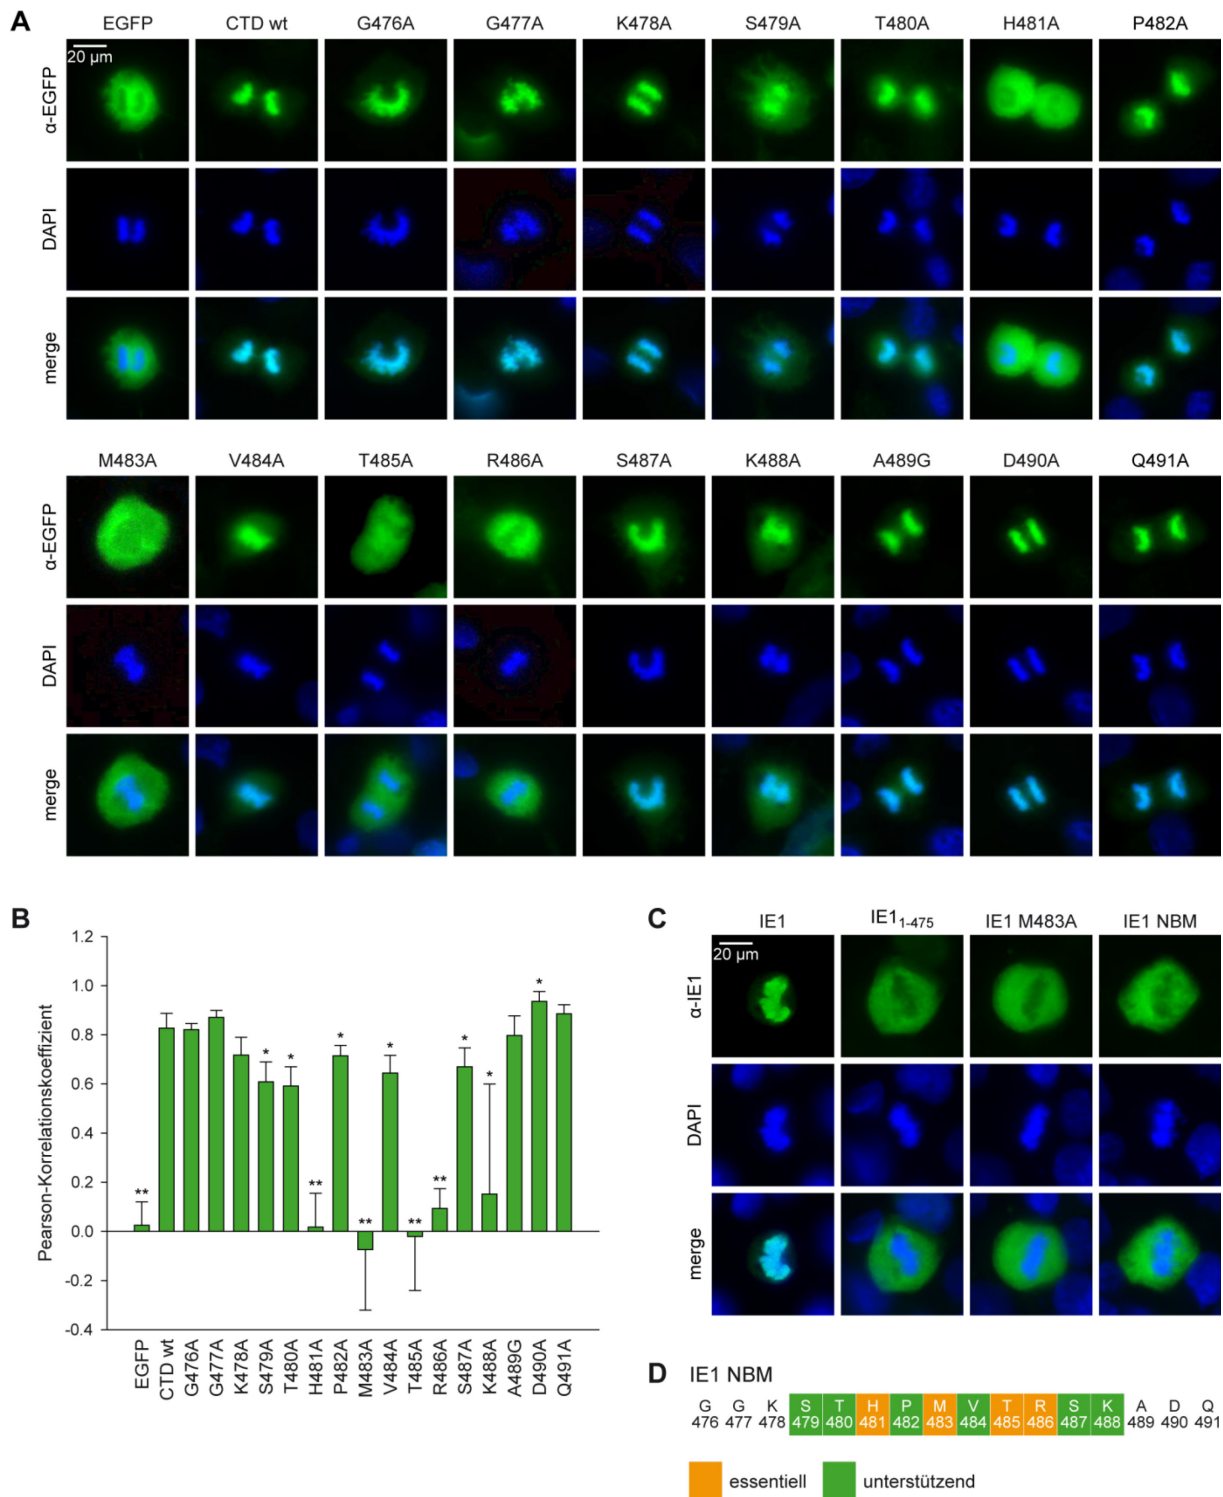 A
EGFP CTD wt G476A G477A K478A S479A T480A H481A P482A
20 µm
α-EGFP
DAPI
merge
M483A V484A T485A R486A S487A K488A A489G D490A Q491A
α-EGFP
DAPI
merge
B
Pearson-Korrelationskoeffizient
1.2
1.0
0.8
0.6
0.4
0.2
0.0
-0.2
-0.4
** * * ** * ** * ** ** * * *
EGFP CTD wt G476A G477A K478A S479A T480A H481A P482A M483A V484A T485A R486A S487A K488A A489G D490A Q491A
C
IE1 IE1₁₋₄₇₅ IE1 M483A IE1 NBM
20 µm
α-IE1
DAPI
merge
D IE1 NBM
G G K S T H P M V T R S K A D Q
476 477 478 479 480 481 482 483 484 485 486 487 488 489 490 491
essentiell unterstützend